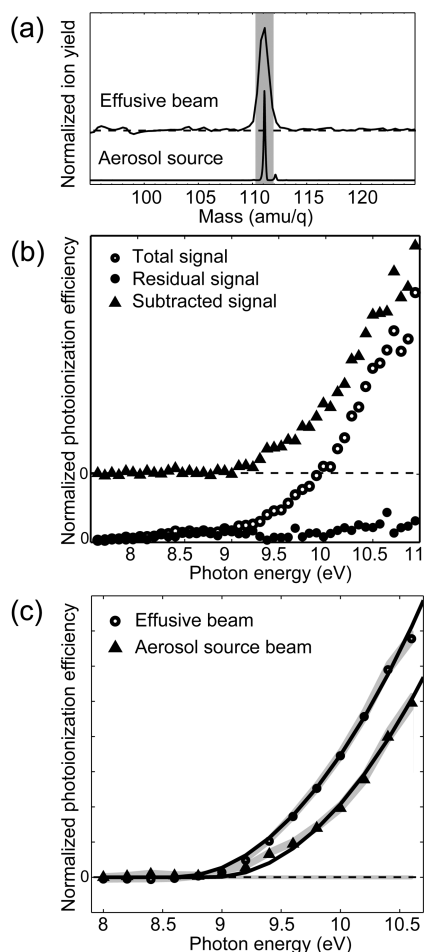 (a)
Normalized ion yield
Effusive beam
Aerosol source
100 105 110 115 120
Mass (amu/q)
(b)
Normalized photoionization efficiency
Total signal
Residual signal
Subtracted signal
0
0
8 8.5 9 9.5 10 10.5 11
Photon energy (eV)
(c)
Normalized photoionization efficiency
Effusive beam
Aerosol source beam
0
8 8.5 9 9.5 10 10.5
Photon energy (eV)